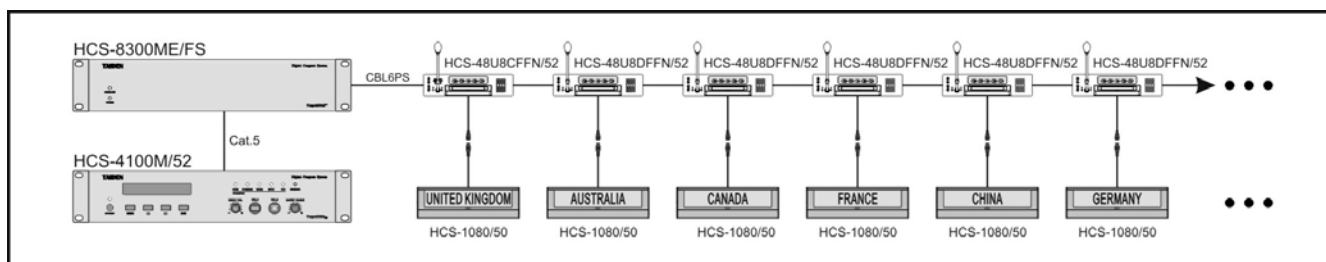 HCS-8300ME/FS
TAIDEN
CBL6PS
HCS-48U8CFFN/52
HCS-48U8DFFN/52
HCS-48U8DFFN/52
HCS-48U8DFFN/52
HCS-48U8DFFN/52
HCS-48U8DFFN/52
Cat.5
HCS-4100M/52
TAIDEN
UNITED KINGDOM
AUSTRALIA
CANADA
FRANCE
CHINA
GERMANY
HCS-1080/50
HCS-1080/50
HCS-1080/50
HCS-1080/50
HCS-1080/50
HCS-1080/50